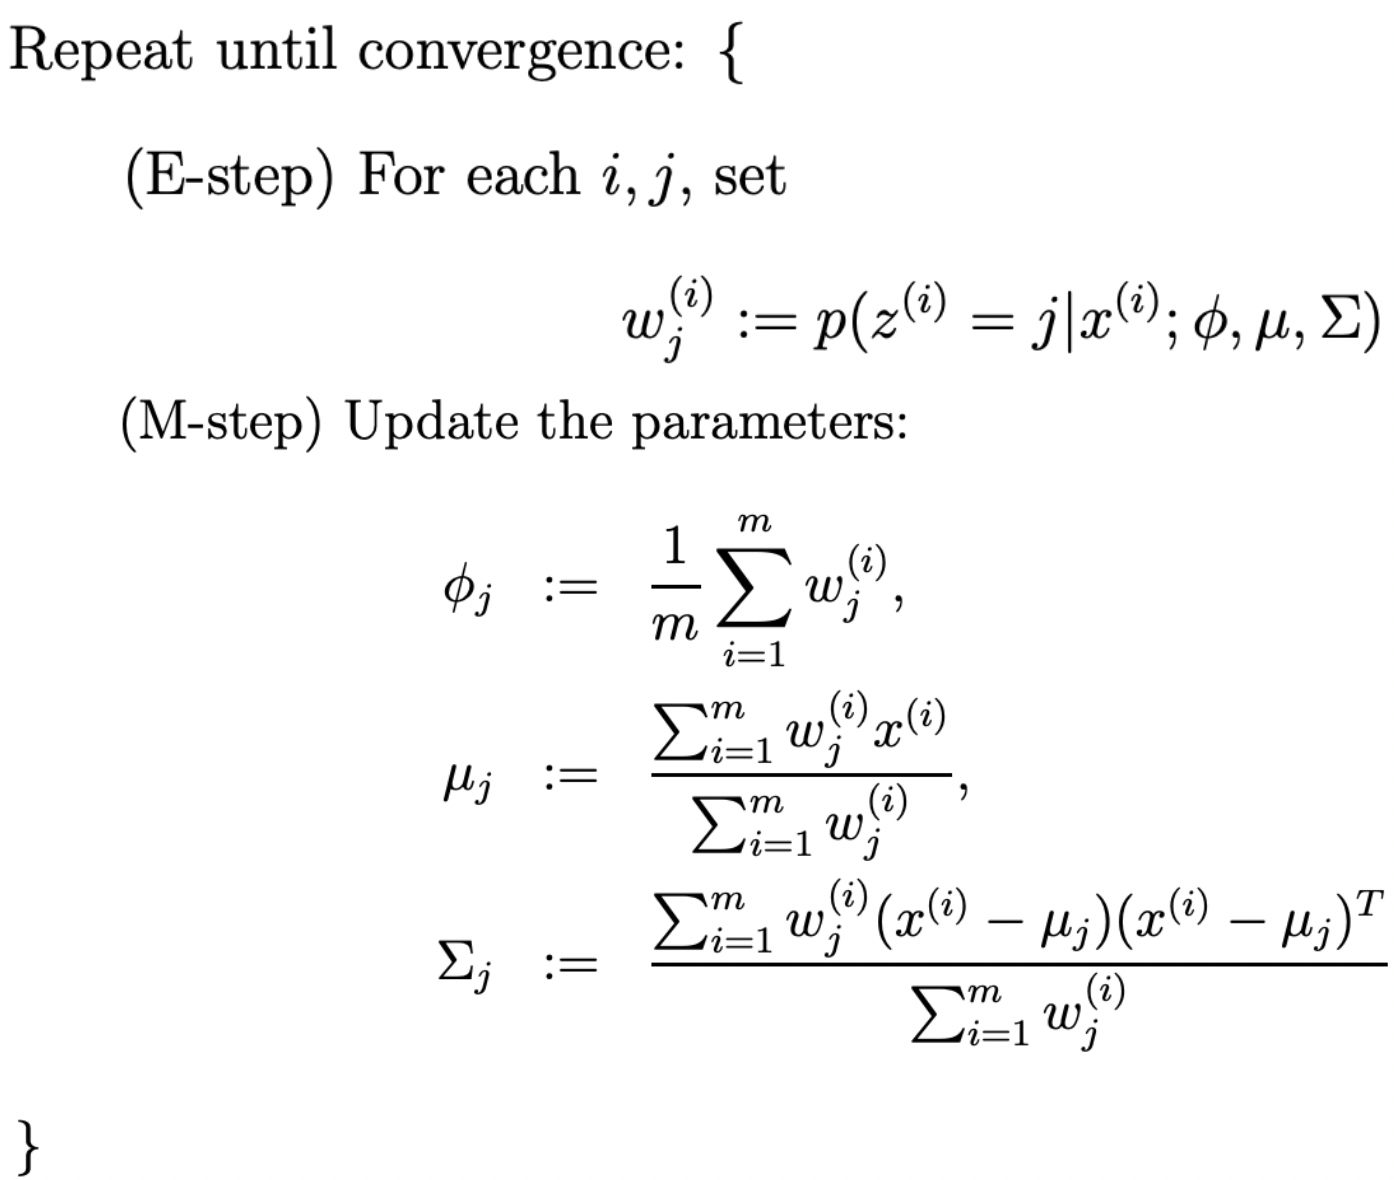 Repeat until convergence: {
(E-step) For each $i, j$, set
$w_j^{(i)} := p(z^{(i)} = j|x^{(i)}; \phi, \mu, \Sigma)$
(M-step) Update the parameters:
$\phi_j := \frac{1}{m} \sum_{i=1}^{m} w_j^{(i)},$
$\mu_j := \frac{\sum_{i=1}^{m} w_j^{(i)} x^{(i)}}{\sum_{i=1}^{m} w_j^{(i)}},$
$\Sigma_j := \frac{\sum_{i=1}^{m} w_j^{(i)} (x^{(i)} - \mu_j)(x^{(i)} - \mu_j)^T}{\sum_{i=1}^{m} w_j^{(i)}}$
}